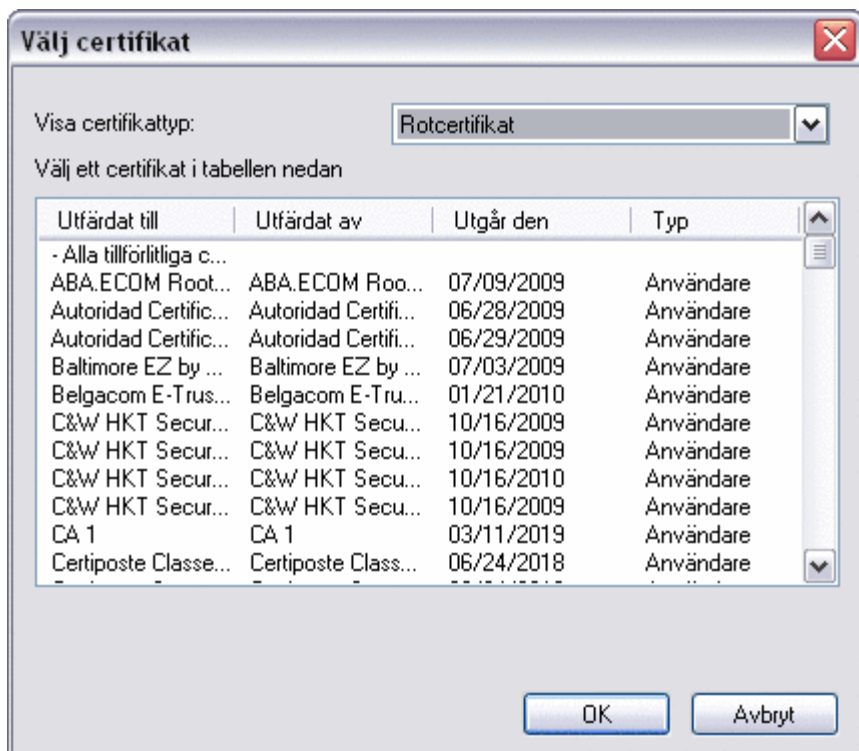 Välj certifikat
Visa certifikattyp: Rotcertifikat
Välj ett certifikat i tabellen nedan
Utfärdat till Utfärdat av Utgår den Typ
- Alla tillförlitliga c...
ABA.ECOM Root... ABA.ECOM Roo... 07/09/2009 Användare
Autoridad Certific... Autoridad Certifi... 06/28/2009 Användare
Autoridad Certific... Autoridad Certifi... 06/29/2009 Användare
Baltimore EZ by ... Baltimore EZ by ... 07/03/2009 Användare
Belgacom E-Trus... Belgacom E-Tru... 01/21/2010 Användare
C&W HKT Secur... C&W HKT Secu... 10/16/2009 Användare
C&W HKT Secur... C&W HKT Secu... 10/16/2009 Användare
C&W HKT Secur... C&W HKT Secu... 10/16/2010 Användare
C&W HKT Secur... C&W HKT Secu... 10/16/2009 Användare
CA 1 CA 1 03/11/2019 Användare
Certiposte Classe... Certiposte Class... 06/24/2018 Användare
OK Avbryt